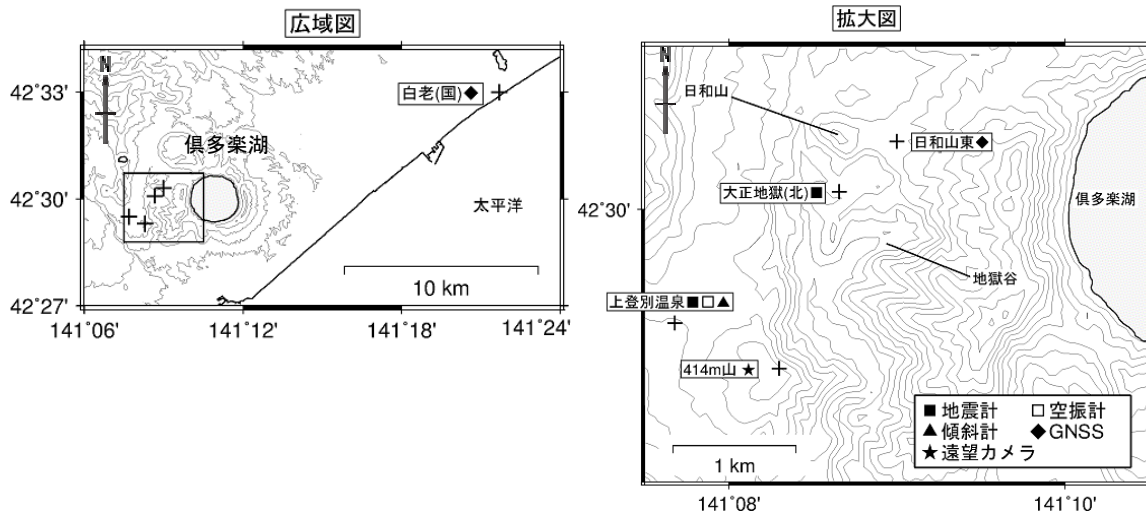 広域図
N
42°33'
42°30'
42°27'
141°06'
141°12'
141°18'
141°24'
白老(国)◆
倶多楽湖
太平洋
10 km
拡大図
N
日和山
日和山東◆
大正地獄(北)■
42°30'
倶多楽湖
地獄谷
上登別温泉■□▲
414m山 ★
■ 地震計 □ 空振計
▲ 傾斜計 ◆ GNSS
★ 遠望カメラ
1 km
141°08'
141°10'